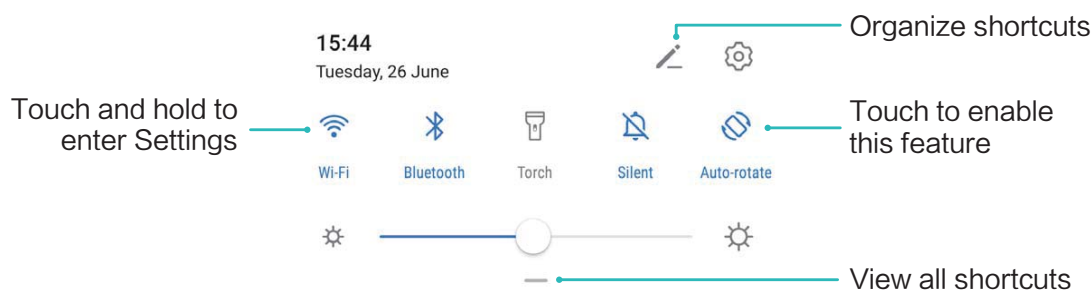 Organize shortcuts
15:44
Tuesday, 26 June
Touch and hold to
enter Settings
Touch to enable
this feature
Wi-Fi
Bluetooth
Torch
Silent
Auto-rotate
View all shortcuts